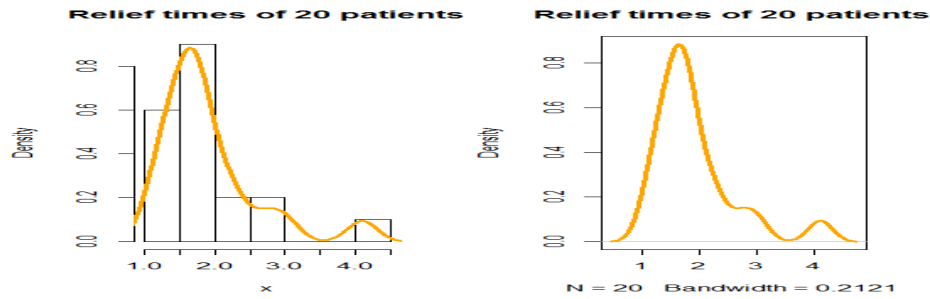 Relief times of 20 patients
Density
0.0 0.2 0.4 0.6 0.8
1.0 2.0 3.0 4.0
x
Relief times of 20 patients
Density
0.0 0.2 0.4 0.6 0.8
1 2 3 4
N = 20 Bandwidth = 0.2121